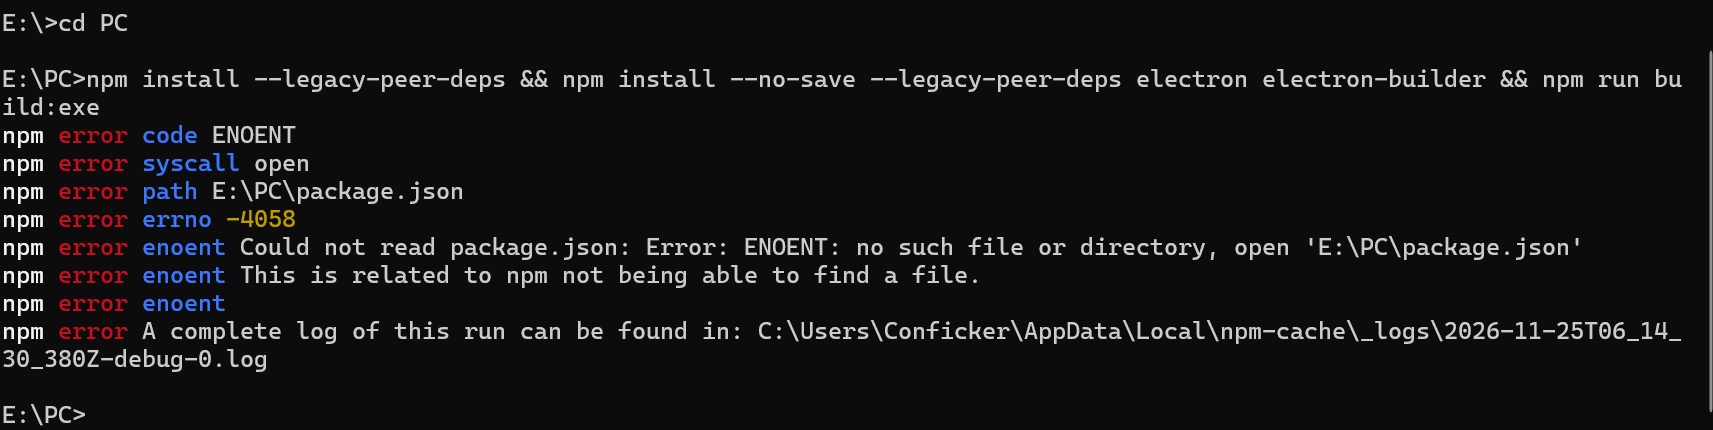 E:\>cd PC
E:\PC>npm install --legacy-peer-deps && npm install --no-save --legacy-peer-deps electron electron-builder && npm run bu
ild:exe
npm error code ENOENT
npm error syscall open
npm error path E:\PC\package.json
npm error errno -4058
npm error enoent Could not read package.json: Error: ENOENT: no such file or directory, open 'E:\PC\package.json'
npm error enoent This is related to npm not being able to find a file.
npm error enoent
npm error A complete log of this run can be found in: C:\Users\Conficker\AppData\Local\npm-cache\_logs\2026-11-25T06_14_
30_380Z-debug-0.log
E:\PC>